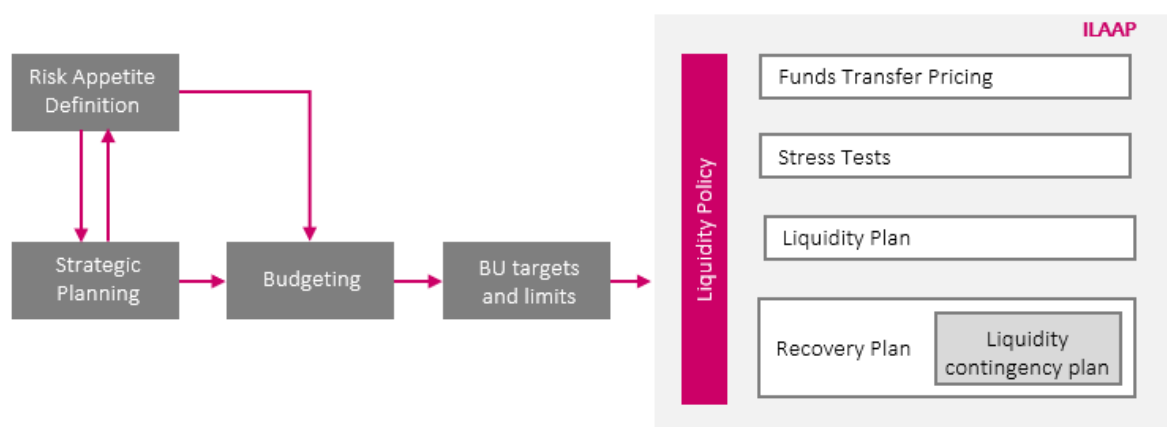 ILAAP
Risk Appetite
Definition
Funds Transfer Pricing
Stress Tests
Liquidity Policy
Liquidity Plan
Strategic
Planning
Budgeting
BU targets
and limits
Recovery Plan
Liquidity
contingency plan